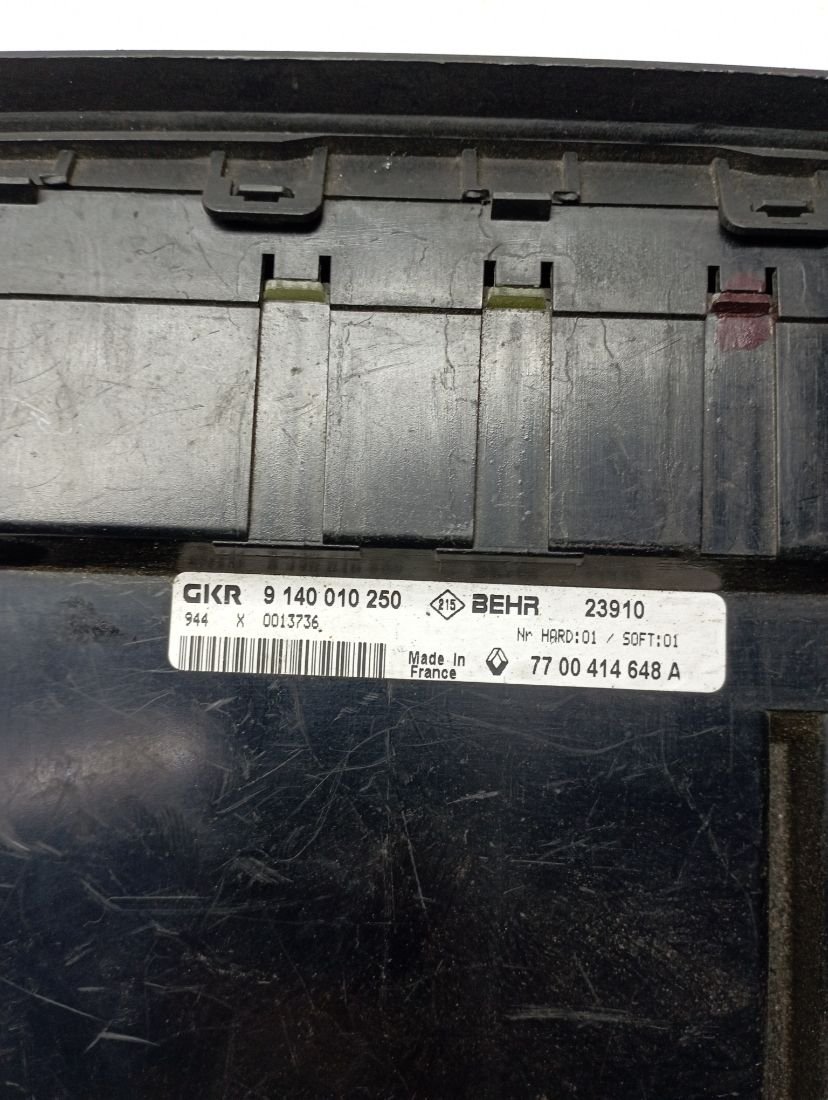 GKR 9 140 010 250 215 BEHR 23910
944 X 0013736 Nr HARD:01 / SOFT:01
Made In
France
77 00 414 648 A